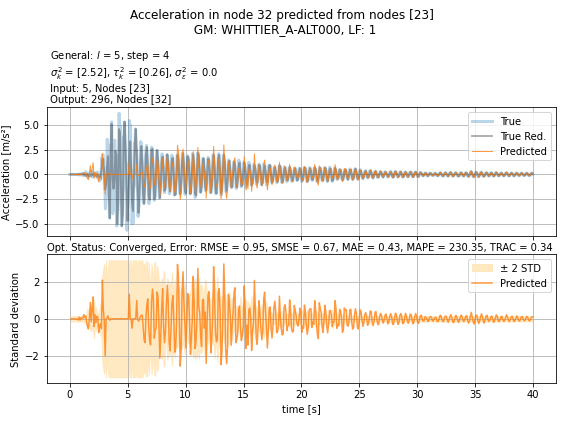 Acceleration in node 32 predicted from nodes [23]
GM: WHITTIER_A-ALT000, LF: 1
General: l = 5, step = 4
σ²ₖ = [2.52], τ²ₖ = [0.26], σ²_ε = 0.0
Input: 5, Nodes [23]
Output: 296, Nodes [32]
True
True Red.
Predicted
5.0
2.5
0.0
−2.5
−5.0
Acceleration [m/s²]
Opt. Status: Converged, Error: RMSE = 0.95, SMSE = 0.67, MAE = 0.43, MAPE = 230.35, TRAC = 0.34
± 2 STD
Predicted
2
0
−2
Standard deviation
0 5 10 15 20 25 30 35 40
time [s]